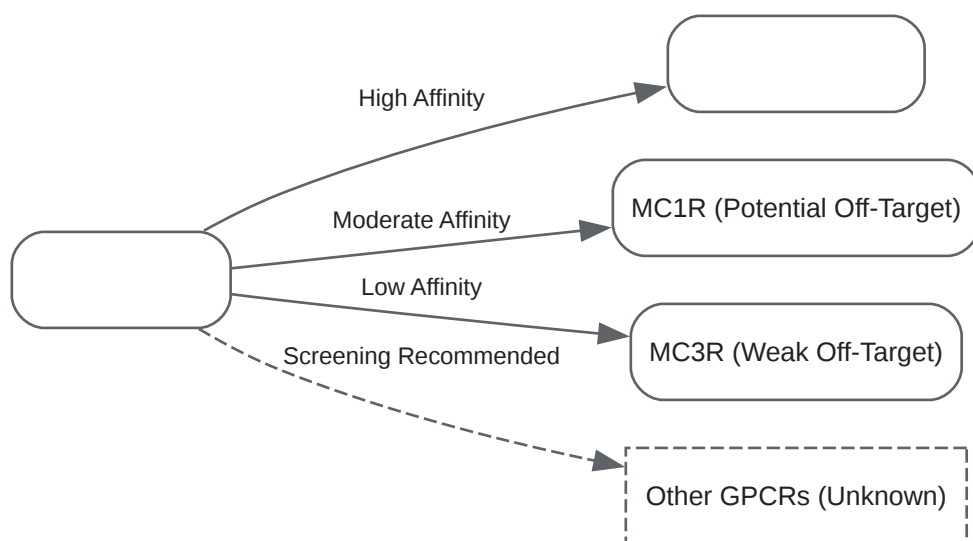 High Affinity
MC1R (Potential Off-Target)
Moderate Affinity
Low Affinity
MC3R (Weak Off-Target)
Screening Recommended
Other GPCRs (Unknown)